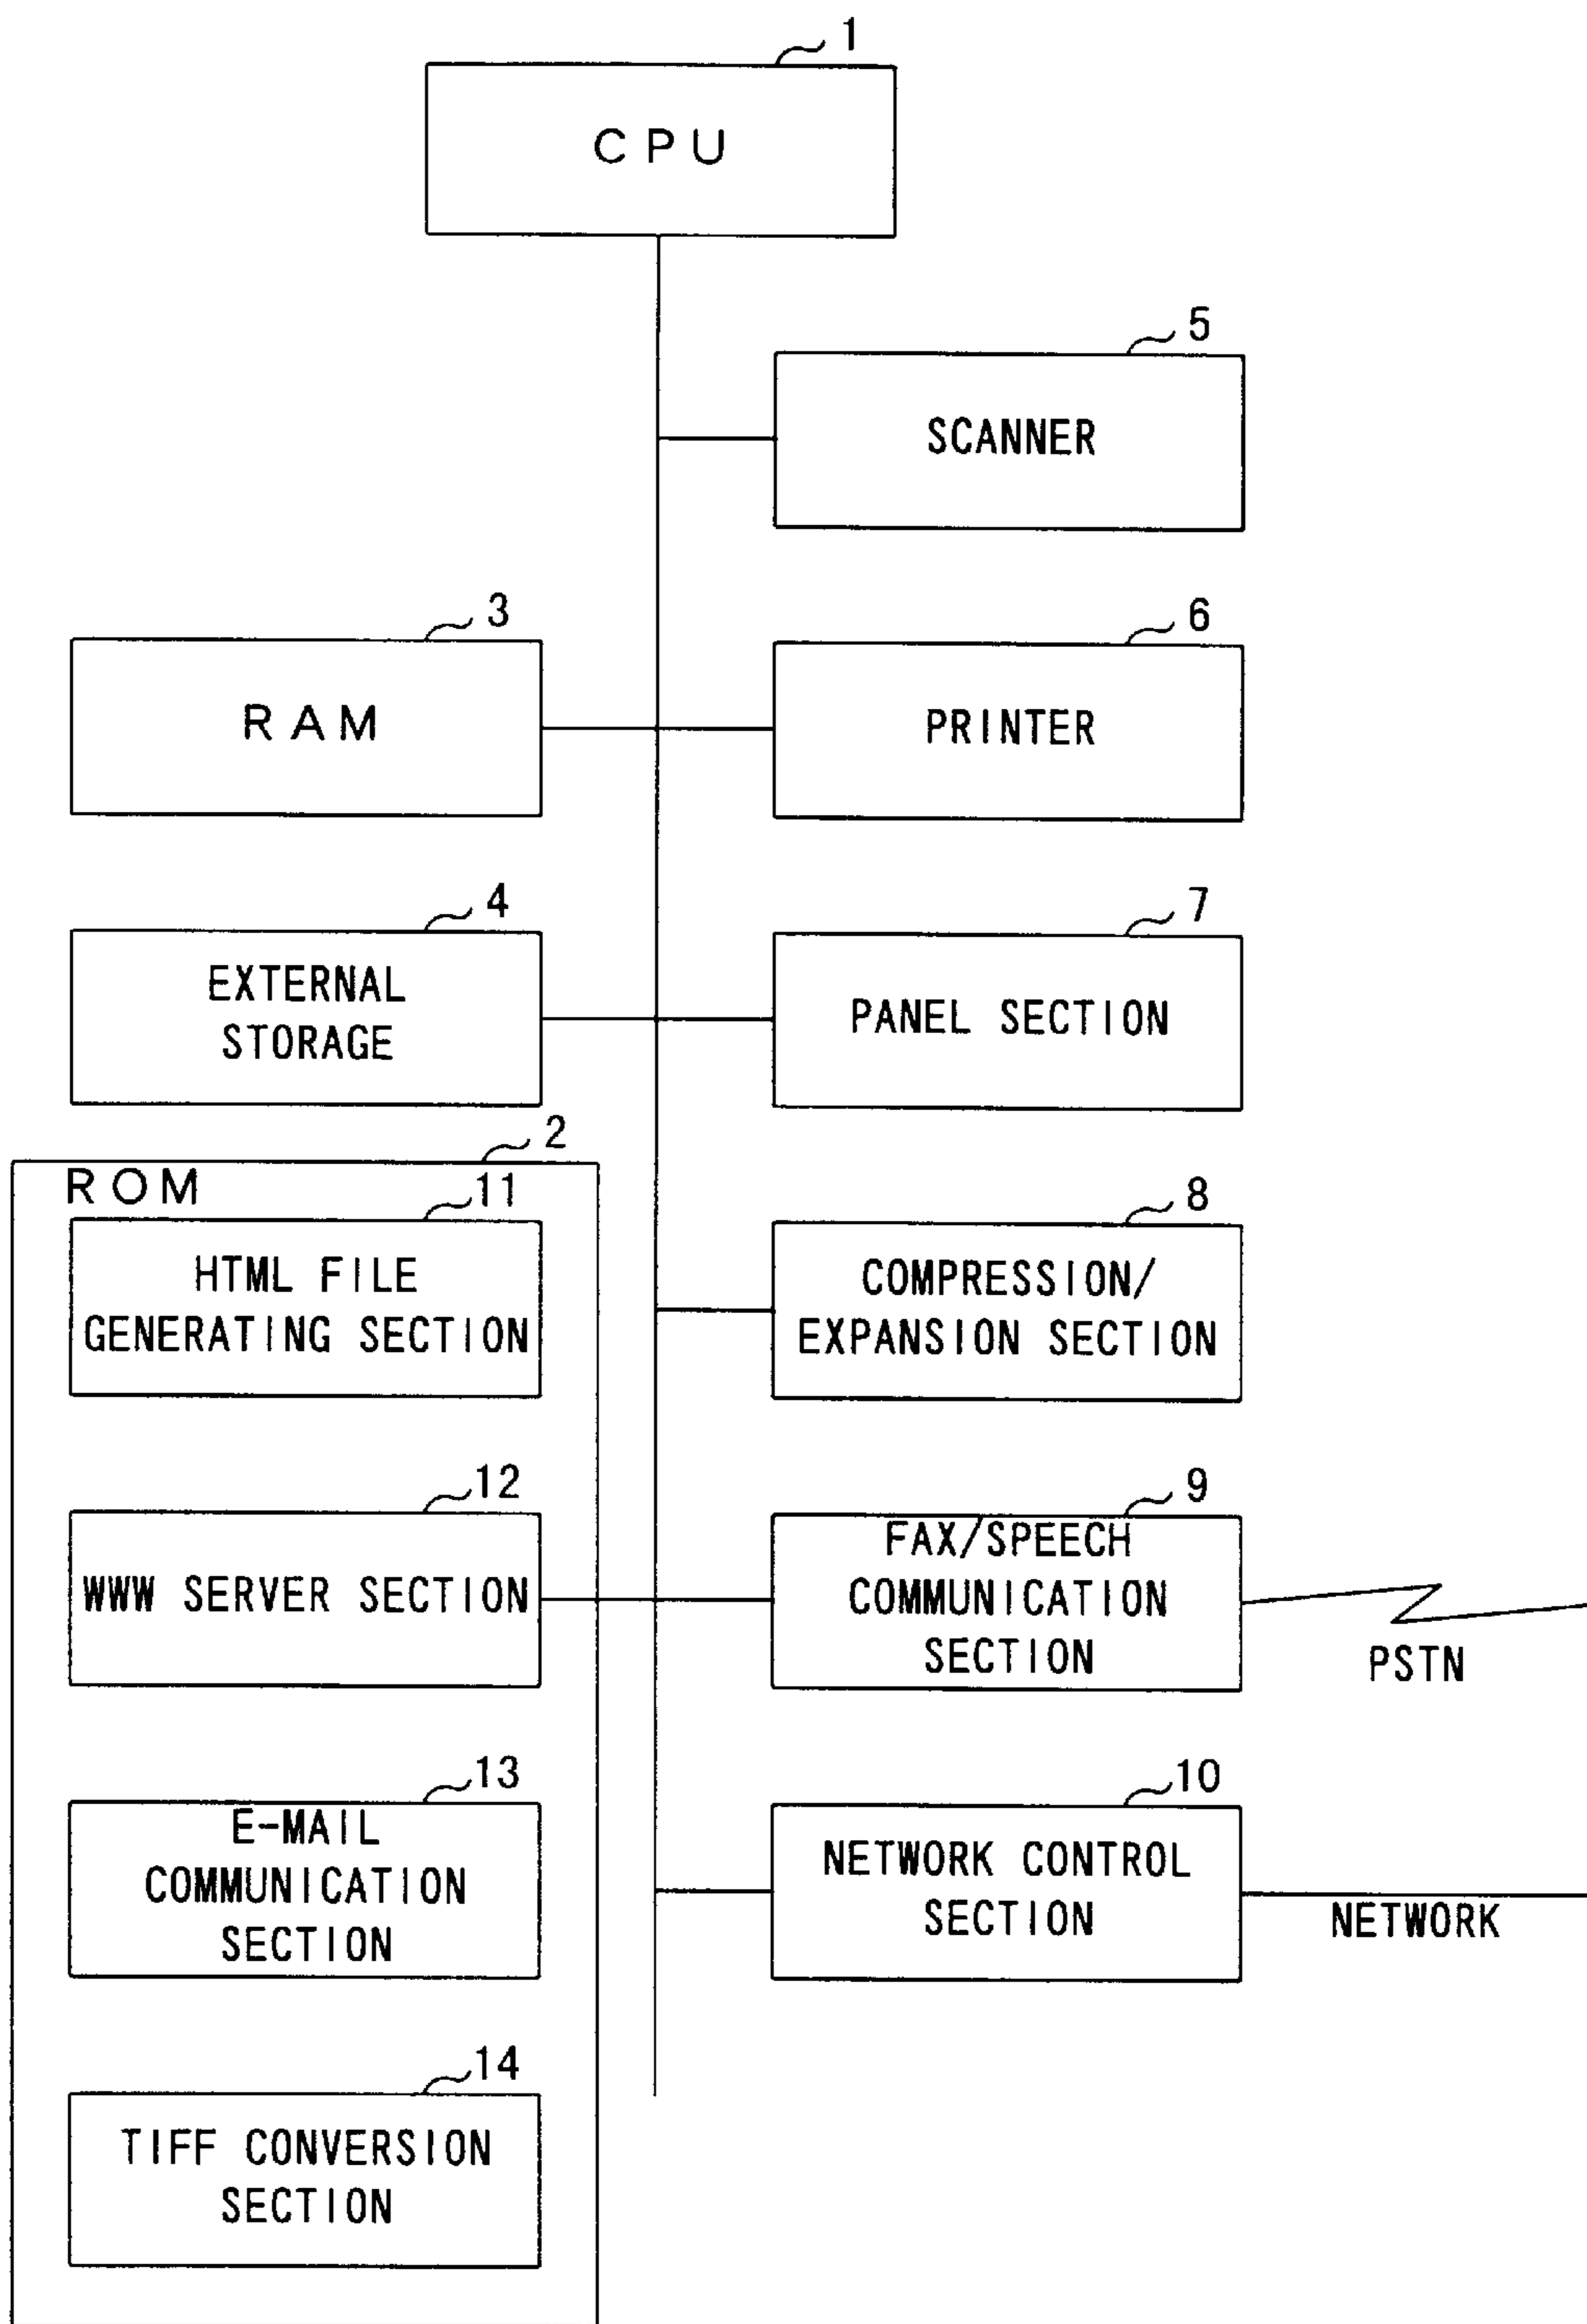 1
CPU
5
SCANNER
3
RAM
6
PRINTER
4
EXTERNAL
STORAGE
7
PANEL SECTION
2
ROM
11
HTML FILE
GENERATING SECTION
8
COMPRESSION/
EXPANSION SECTION
12
WWW SERVER SECTION
9
FAX/SPEECH
COMMUNICATION
SECTION
PSTN
13
E-MAIL
COMMUNICATION
SECTION
10
NETWORK CONTROL
SECTION
NETWORK
14
TIFF CONVERSION
SECTION